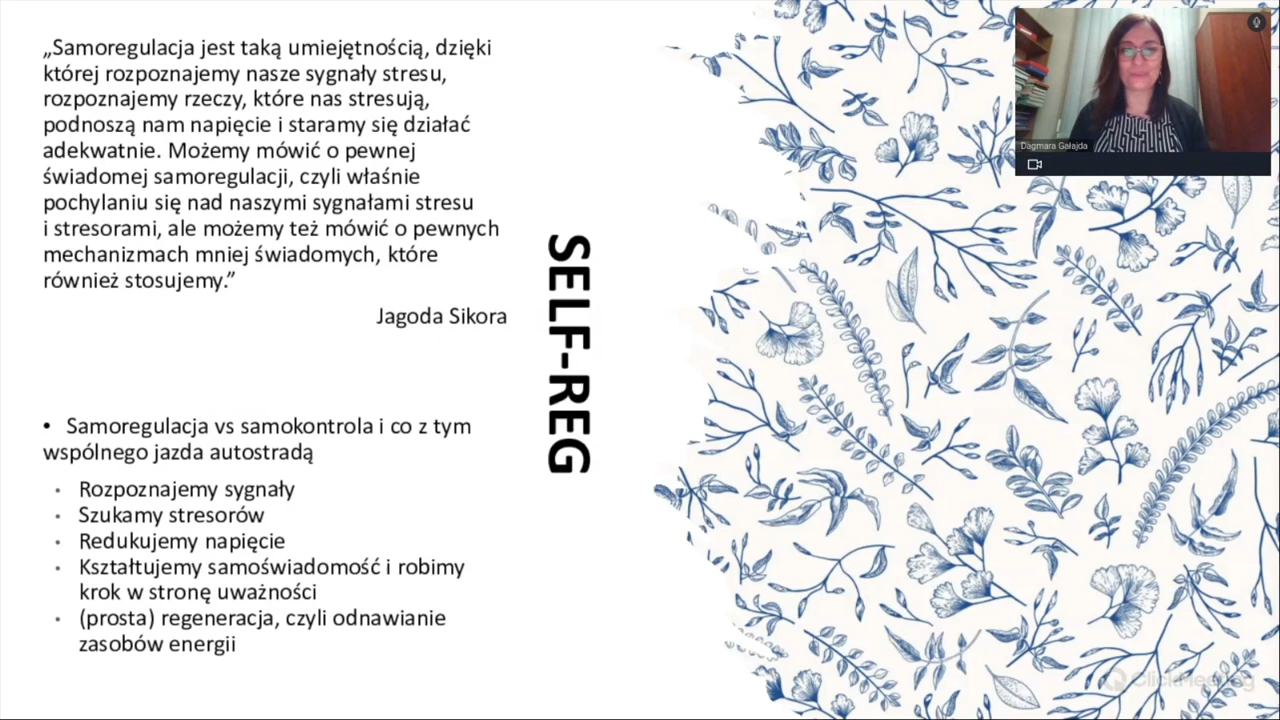 „Samoregulacja jest taką umiejętnością, dzięki
której rozpoznajemy nasze sygnały stresu,
rozpoznajemy rzeczy, które nas stresują,
podnoszą nam napięcie i staramy się działać
adekwatnie. Możemy mówić o pewnej
świadomej samoregulacji, czyli właśnie
pochylaniu się nad naszymi sygnałami stresu
i stresorami, ale możemy też mówić o pewnych
mechanizmach mniej świadomych, które
również stosujemy.”
Jagoda Sikora
• Samoregulacja vs samokontrola i co z tym
wspólnego jazda autostradą
• Rozpoznajemy sygnały
• Szukamy stresorów
• Redukujemy napięcie
• Kształtujemy samoświadomość i robimy
krok w stronę uważności
• (prosta) regeneracja, czyli odnawianie
zasobów energii
SELF-REG
Dagmara Gałajda
ClickMeeting